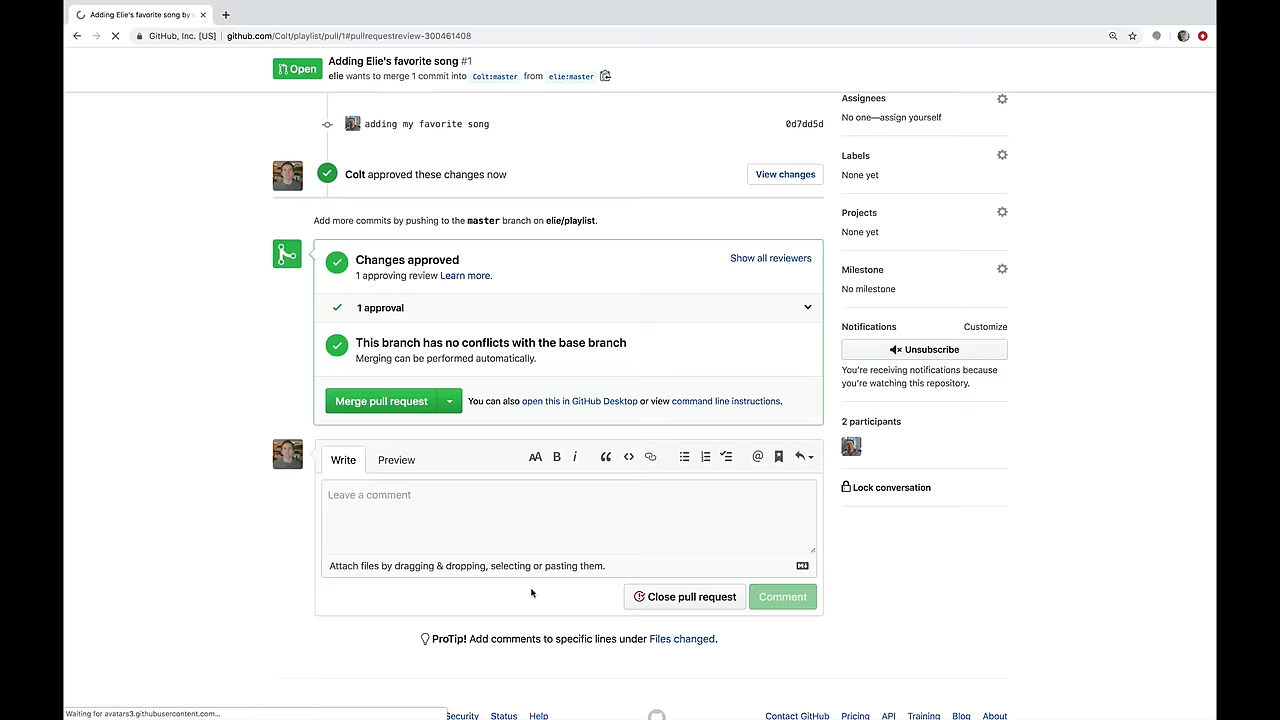 Adding Elie's favorite song by
GitHub, Inc. [US] | github.com/Colt/playlist/pull/1#pullrequestreview-300461408
Open
Adding Elie's favorite song #1
elie wants to merge 1 commit into Colt:master from elie:master
adding my favorite song 0d7dd5d
Colt approved these changes now
View changes
Add more commits by pushing to the master branch on elie/playlist.
Changes approved
Show all reviewers
1 approving review Learn more.
1 approval
This branch has no conflicts with the base branch
Merging can be performed automatically.
Merge pull request
You can also open this in GitHub Desktop or view command line instructions.
Write Preview
AA B i
Leave a comment
Attach files by dragging & dropping, selecting or pasting them.
Close pull request
Comment
ProTip! Add comments to specific lines under Files changed.
Assignees
No one—assign yourself
Labels
None yet
Projects
None yet
Milestone
No milestone
Notifications Customize
Unsubscribe
You're receiving notifications because
you're watching this repository.
2 participants
Lock conversation
Waiting for avatars3.githubusercontent.com...
Security Status Help
Contact GitHub Pricing API Training Blog About